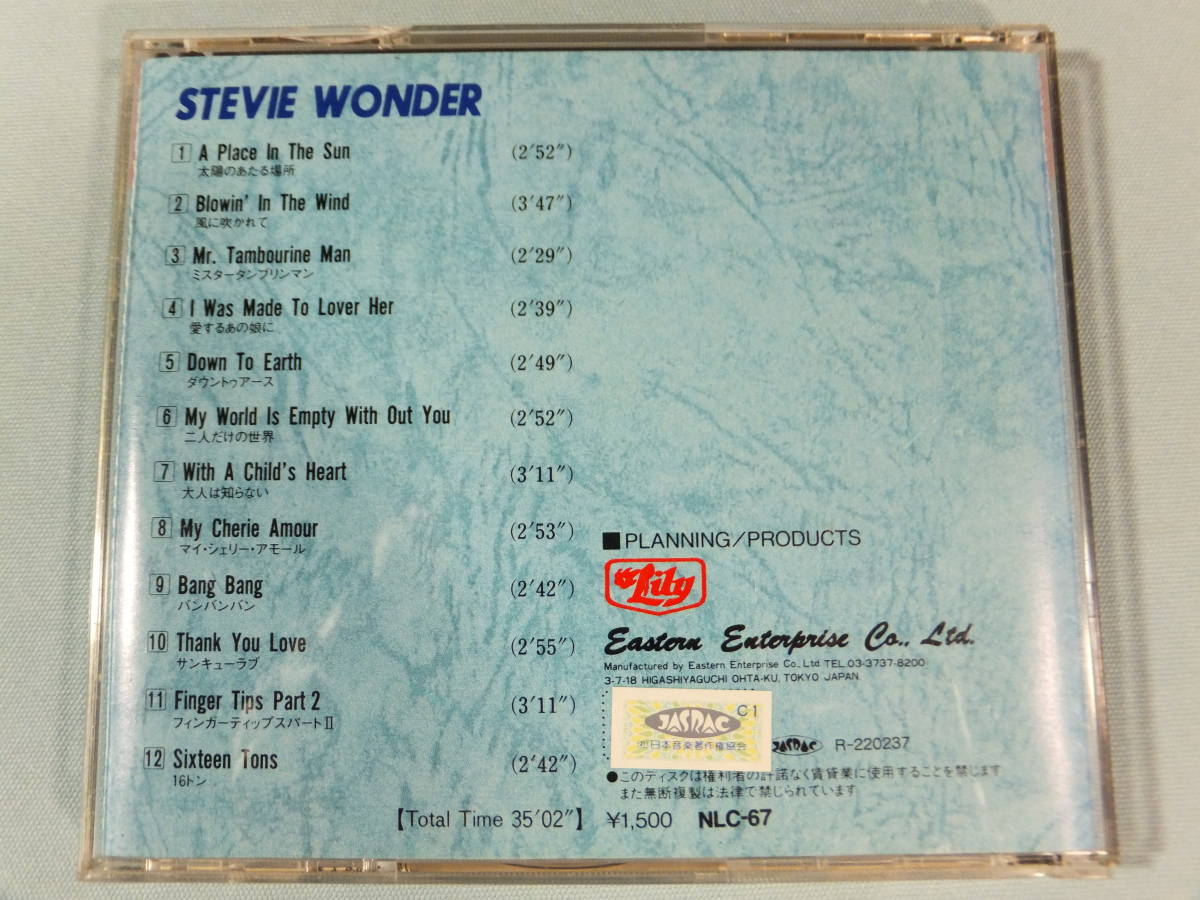 STEVIE WONDER
1 A Place In The Sun (2′52″)
太陽のあたる場所
2 Blowin' In The Wind (3′47″)
風に吹かれて
3 Mr. Tambourine Man (2′29″)
ミスタータンブリンマン
4 I Was Made To Lover Her (2′39″)
愛するあの娘に
5 Down To Earth (2′49″)
ダウントゥアース
6 My World Is Empty With Out You (2′52″)
二人だけの世界
7 With A Child's Heart (3′11″)
大人は知らない
8 My Cherie Amour (2′53″)
マイ・シェリー・アモール
9 Bang Bang (2′42″)
バンバンバン
10 Thank You Love (2′55″)
サンキューラブ
11 Finger Tips Part 2 (3′11″)
フィンガーティップスパートⅡ
12 Sixteen Tons (2′42″)
16トン
【Total Time 35′02″】 ¥1,500 NLC-67
■PLANNING/PRODUCTS
Lily
Eastern Enterprise Co., Ltd.
Manufactured by Eastern Enterprise Co., Ltd TEL.03-3737-8200
3-7-18 HIGASHIYAGUCHI OHTA-KU, TOKYO JAPAN
C1
JASRAC
(社)日本音楽著作権協会
JASRAC R-220237
●このディスクは権利者の許諾なく賃貸業に使用することを禁じます
また無断複製は法律で禁じられています